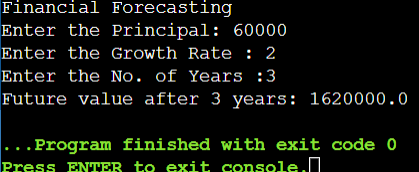 Financial Forecasting
Enter the Principal: 60000
Enter the Growth Rate : 2
Enter the No. of Years :3
Future value after 3 years: 1620000.0
...Program finished with exit code 0
Press ENTER to exit console.